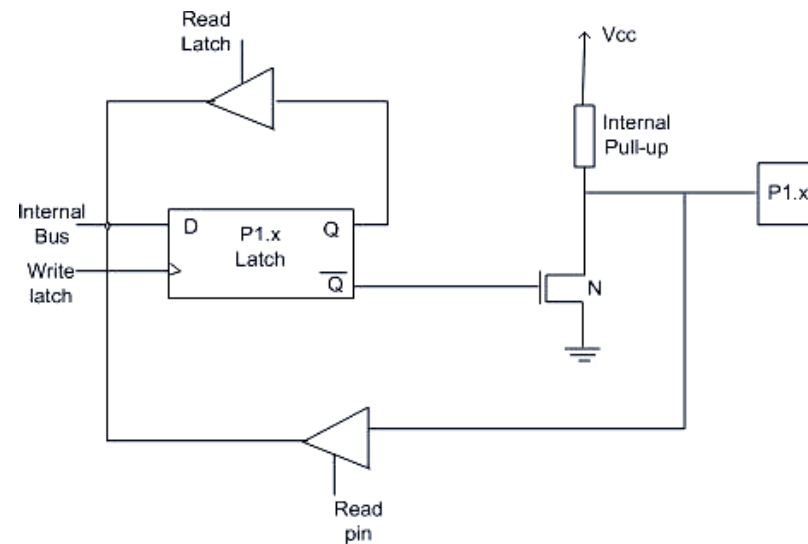 Read
Latch
Vcc
Internal
Pull-up
P1.x
Internal
Bus
D
P1.x
Latch
Q
Write
latch
Q
N
Read
pin